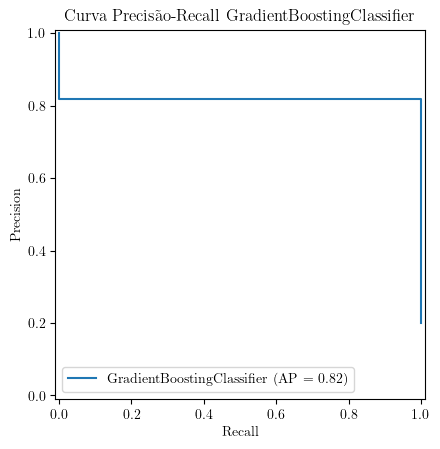 Curva Precisão-Recall GradientBoostingClassifier
1.0
0.8
0.6
0.4
0.2
0.0
Precision
GradientBoostingClassifier (AP = 0.82)
0.0 0.2 0.4 0.6 0.8 1.0
Recall